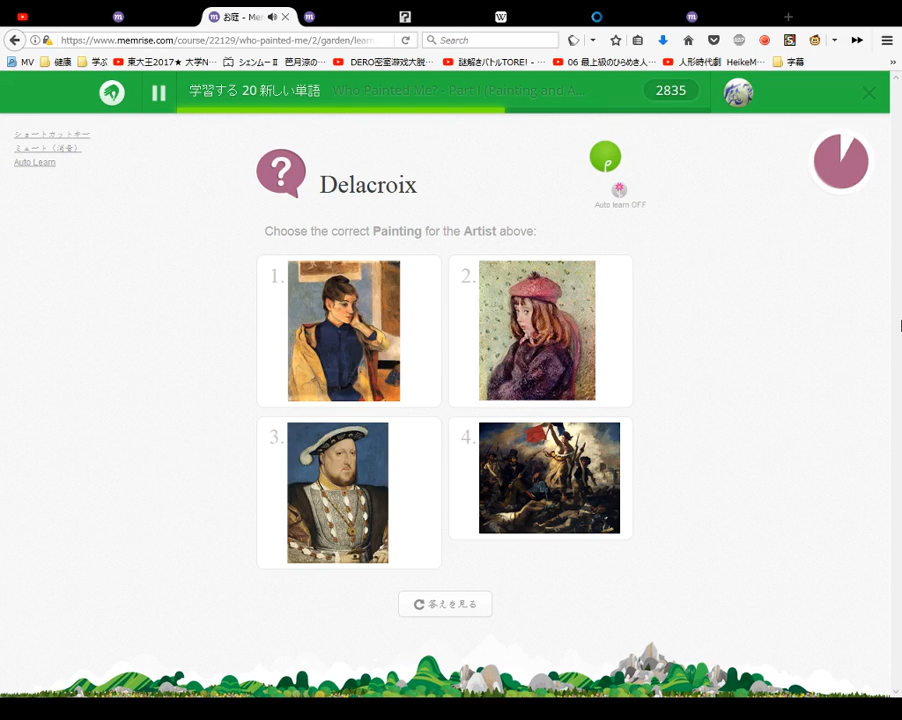 お庭 - Mem
https://www.memrise.com/course/22129/who-painted-me/2/garden/learn
Search
MV 健康 学ぶ 東大王2017★ 大学N⋯ シェンムーⅡ 芭月涼の⋯ DERO密室游戏大脱⋯ 謎解きバトルTORE! - ⋯ 06 最上級のひらめき人⋯ 人形時代劇 HeikeM⋯ 字幕
学習する 20 新しい単語 Who Painted Me? - Part I (Painting and A... 2835
ショートカットキー
ミュート（消音）
Auto Learn
Delacroix
Auto learn OFF
Choose the correct Painting for the Artist above:
1. 2.
3. 4.
答えを見る